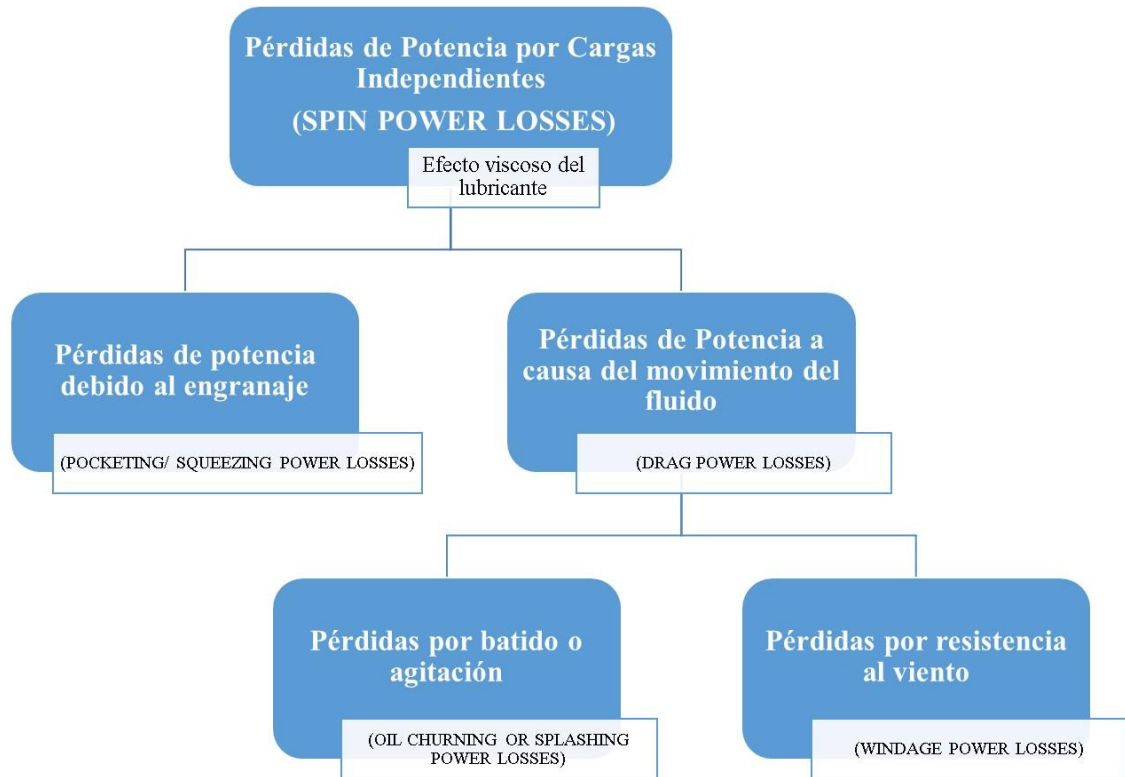 Pérdidas de Potencia por Cargas
Independientes
(SPIN POWER LOSSES)
Efecto viscoso del
lubricante
Pérdidas de potencia
debido al engranaje
(POCKETING/ SQUEEZING POWER LOSSES)
Pérdidas de Potencia a
causa del movimiento del
fluido
(DRAG POWER LOSSES)
Pérdidas por batido o
agitación
(OIL CHURNING OR SPLASHING
POWER LOSSES)
Pérdidas por resistencia
al viento
(WINDAGE POWER LOSSES)